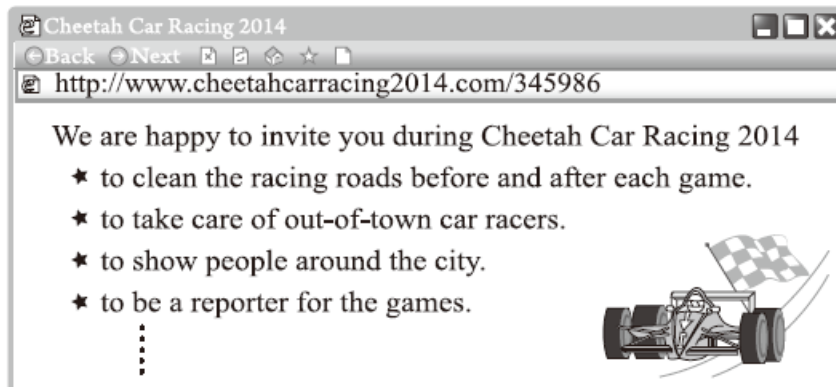 Cheetah Car Racing 2014
Back Next
http://www.cheetahcarracing2014.com/345986
We are happy to invite you during Cheetah Car Racing 2014
to clean the racing roads before and after each game.
to take care of out-of-town car racers.
to show people around the city.
to be a reporter for the games.